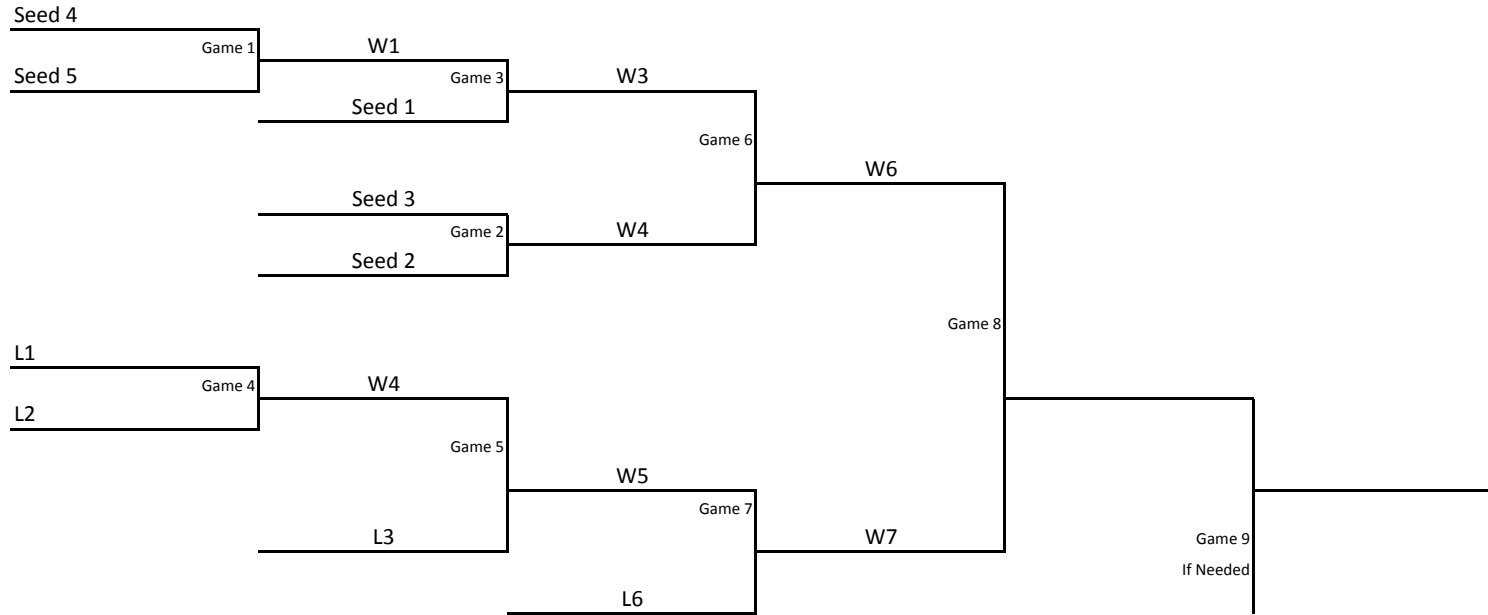 Seed 4
Game 1
W1
Seed 5
Game 3
W3
Seed 1
Game 6
W6
Seed 3
Game 2
W4
Seed 2
Game 8
L1
Game 4
W4
L2
Game 5
W5
Game 7
L3
W7
Game 9
If Needed
L6